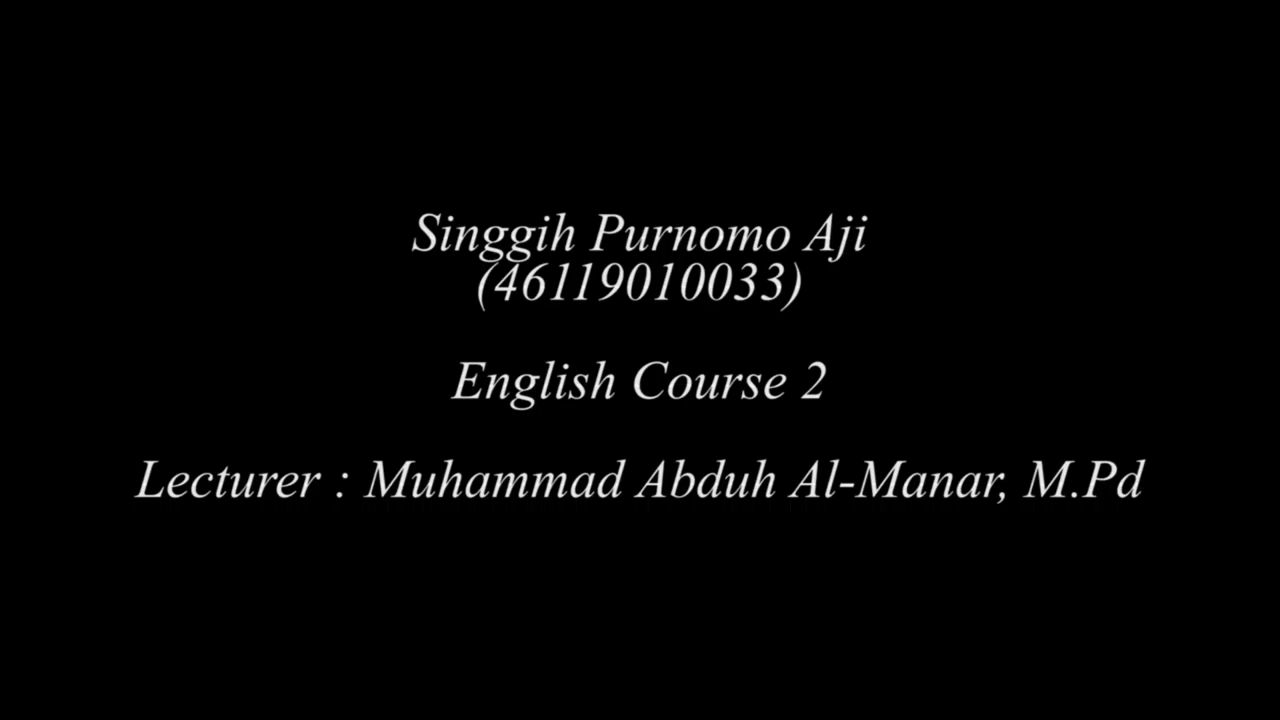 Singgih Purnomo Aji
(46119010033)
English Course 2
Lecturer : Muhammad Abduh Al-Manar, M.Pd